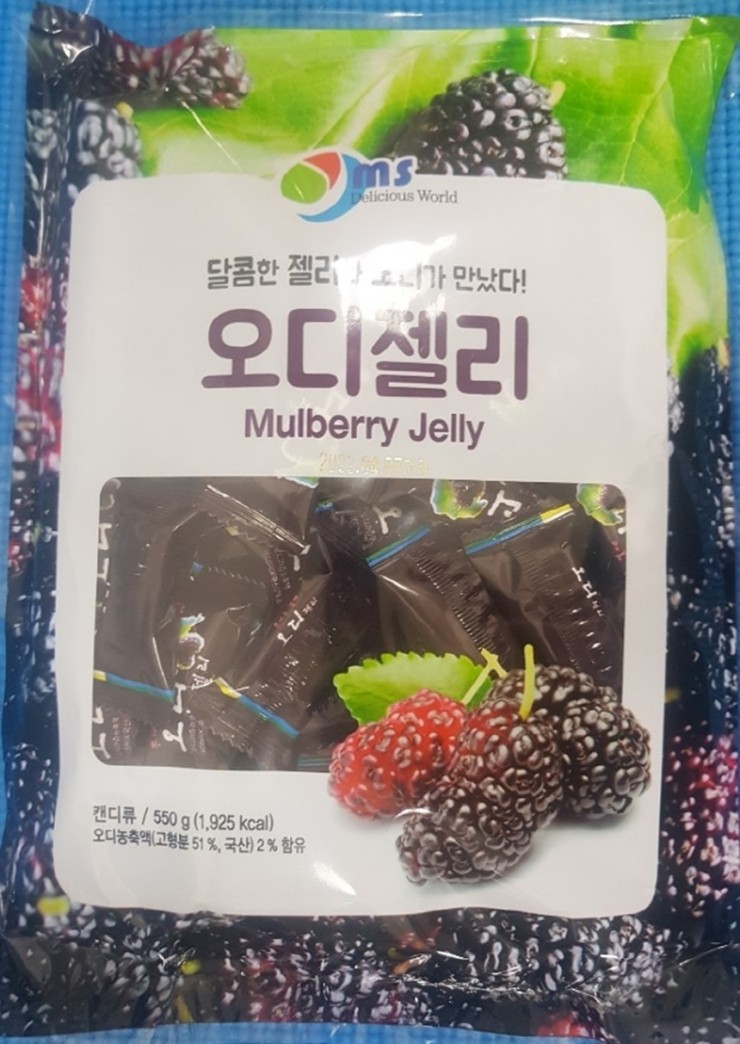 ms
Delicious World
달콤한 젤리와 오디가 만났다!
오디젤리
Mulberry Jelly
캔디류 / 550 g (1,925 kcal)
오디농축액(고형분 51 %, 국산) 2 % 함유
오디